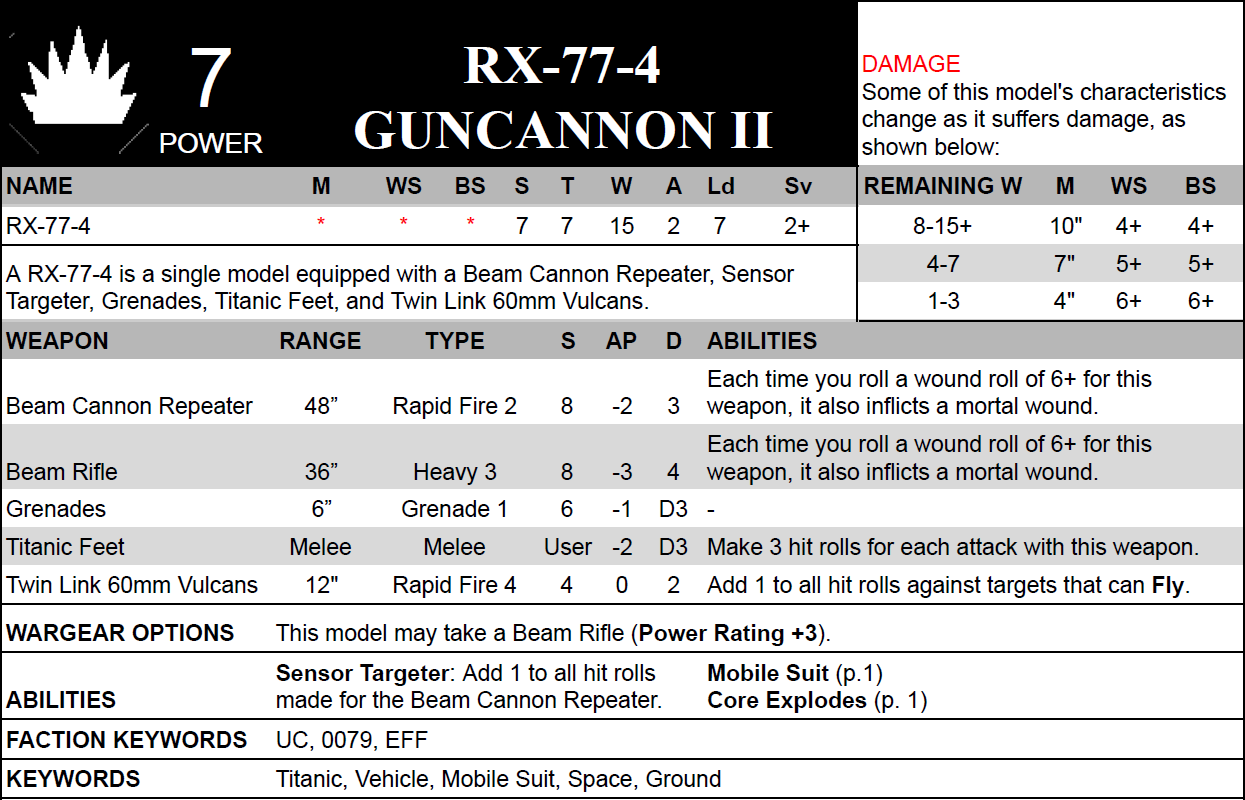 7
POWER
RX-77-4
GUNCANNON II
DAMAGE
Some of this model's characteristics
change as it suffers damage, as
shown below:
NAME M WS BS S T W A Ld Sv
RX-77-4 * * * 7 7 15 2 7 2+
REMAINING W M WS BS
8-15+ 10" 4+ 4+
4-7 7" 5+ 5+
1-3 4" 6+ 6+
A RX-77-4 is a single model equipped with a Beam Cannon Repeater, Sensor
Targeter, Grenades, Titanic Feet, and Twin Link 60mm Vulcans.
WEAPON RANGE TYPE S AP D ABILITIES
Beam Cannon Repeater 48” Rapid Fire 2 8 -2 3 Each time you roll a wound roll of 6+ for this
weapon, it also inflicts a mortal wound.
Beam Rifle 36” Heavy 3 8 -3 4 Each time you roll a wound roll of 6+ for this
weapon, it also inflicts a mortal wound.
Grenades 6” Grenade 1 6 -1 D3 -
Titanic Feet Melee Melee User -2 D3 Make 3 hit rolls for each attack with this weapon.
Twin Link 60mm Vulcans 12" Rapid Fire 4 4 0 2 Add 1 to all hit rolls against targets that can Fly.
WARGEAR OPTIONS This model may take a Beam Rifle (Power Rating +3).
ABILITIES Sensor Targeter: Add 1 to all hit rolls
made for the Beam Cannon Repeater.
Mobile Suit (p.1)
Core Explodes (p. 1)
FACTION KEYWORDS UC, 0079, EFF
KEYWORDS Titanic, Vehicle, Mobile Suit, Space, Ground